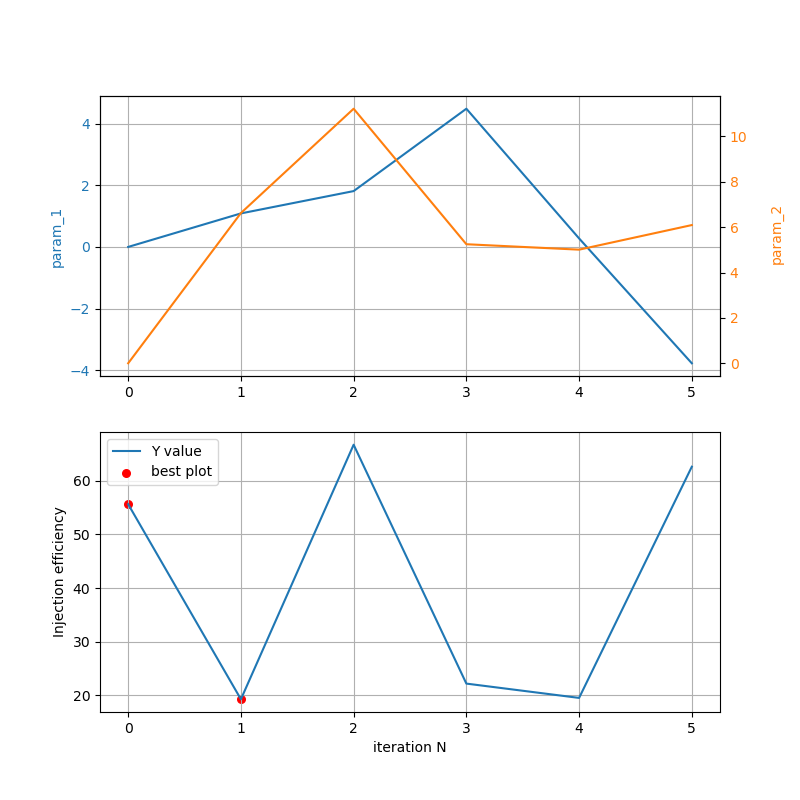 4
2
0
−2
−4
param_1
10
8
6
4
2
0
param_2
0 1 2 3 4 5
Y value
best plot
60
50
40
30
20
Injection efficiency
0 1 2 3 4 5
iteration N